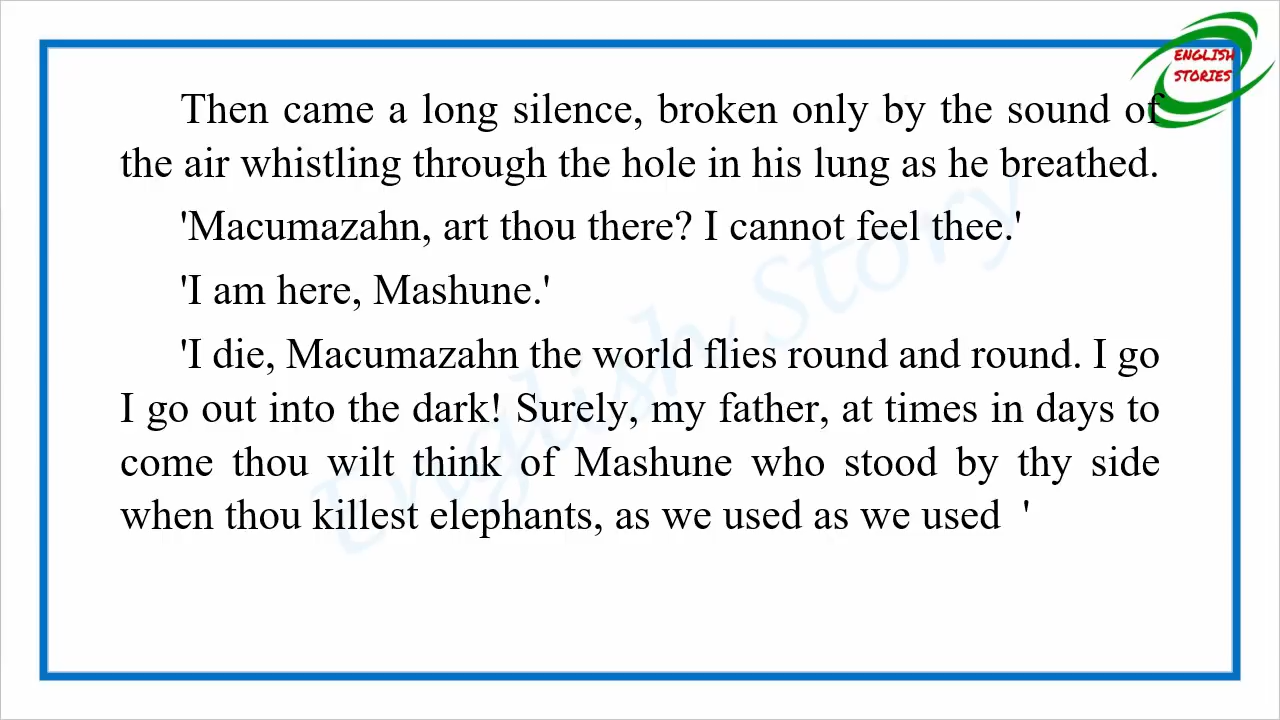 ENGLISH
STORIES
Then came a long silence, broken only by the sound of
the air whistling through the hole in his lung as he breathed.
'Macumazahn, art thou there? I cannot feel thee.'
'I am here, Mashune.'
'I die, Macumazahn the world flies round and round. I go
I go out into the dark! Surely, my father, at times in days to
come thou wilt think of Mashune who stood by thy side
when thou killest elephants, as we used as we used  '
English Story